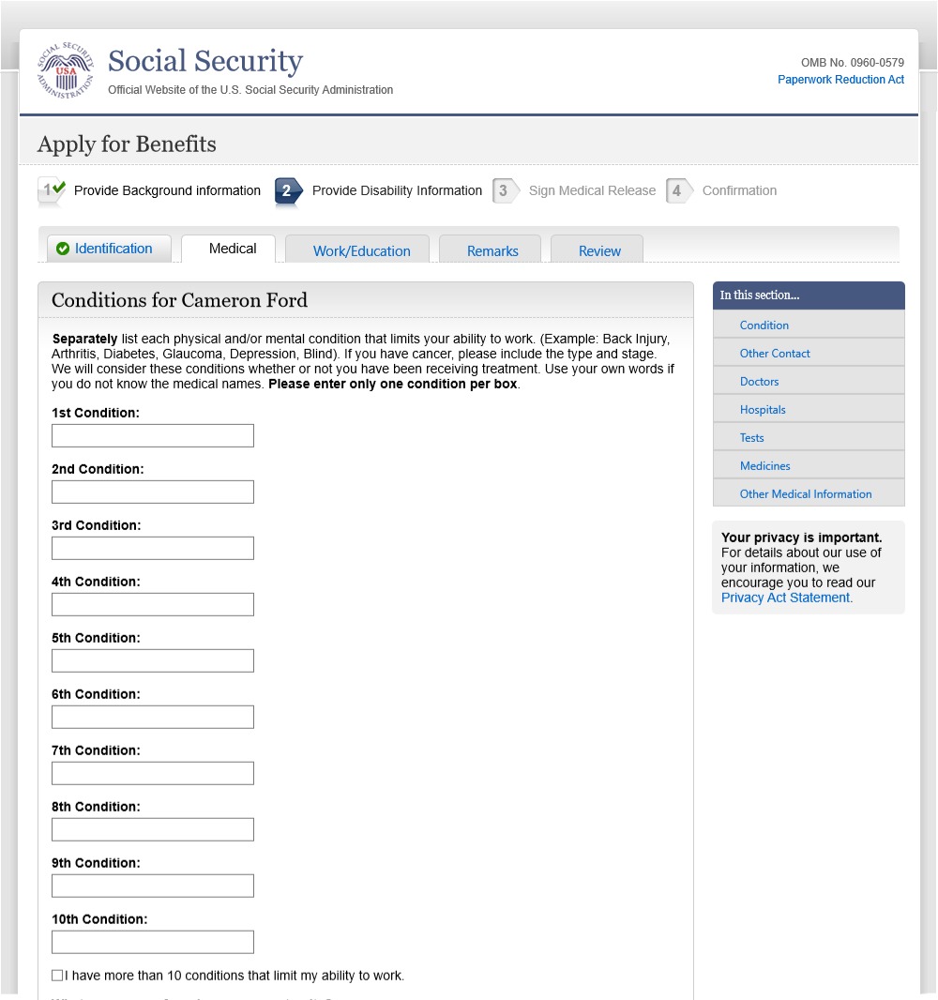 SOCIAL SECURITY
USA
ADMINISTRATION
Social Security
Official Website of the U.S. Social Security Administration
OMB No. 0960-0579
Paperwork Reduction Act
Apply for Benefits
1 Provide Background information 2 Provide Disability Information 3 Sign Medical Release 4 Confirmation
Identification Medical Work/Education Remarks Review
Conditions for Cameron Ford
Separately list each physical and/or mental condition that limits your ability to work. (Example: Back Injury,
Arthritis, Diabetes, Glaucoma, Depression, Blind). If you have cancer, please include the type and stage.
We will consider these conditions whether or not you have been receiving treatment. Use your own words if
you do not know the medical names. Please enter only one condition per box.
1st Condition:
2nd Condition:
3rd Condition:
4th Condition:
5th Condition:
6th Condition:
7th Condition:
8th Condition:
9th Condition:
10th Condition:
I have more than 10 conditions that limit my ability to work.
In this section...
Condition
Other Contact
Doctors
Hospitals
Tests
Medicines
Other Medical Information
Your privacy is important.
For details about our use of
your information, we
encourage you to read our
Privacy Act Statement.